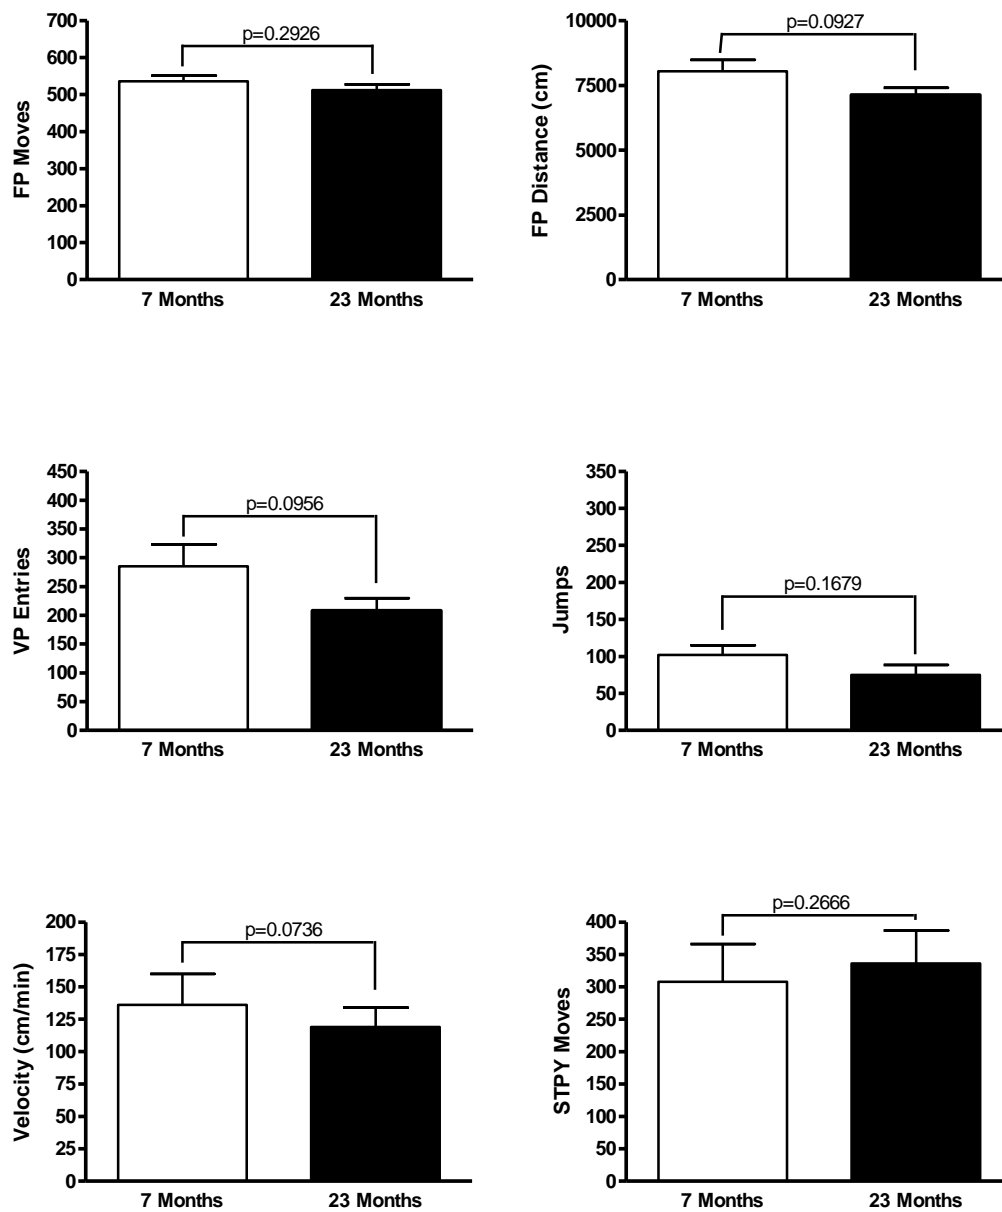 700
600
500
400
300
200
100
0
FP Moves
p=0.2926
7 Months
23 Months
10000
7500
5000
2500
0
FP Distance (cm)
p=0.0927
7 Months
23 Months
450
400
350
300
250
200
150
100
50
0
VP Entries
p=0.0956
7 Months
23 Months
350
300
250
200
150
100
50
0
Jumps
p=0.1679
7 Months
23 Months
200
175
150
125
100
75
50
25
0
Velocity (cm/min)
p=0.0736
7 Months
23 Months
400
350
300
250
200
150
100
50
0
STPY Moves
p=0.2666
7 Months
23 Months